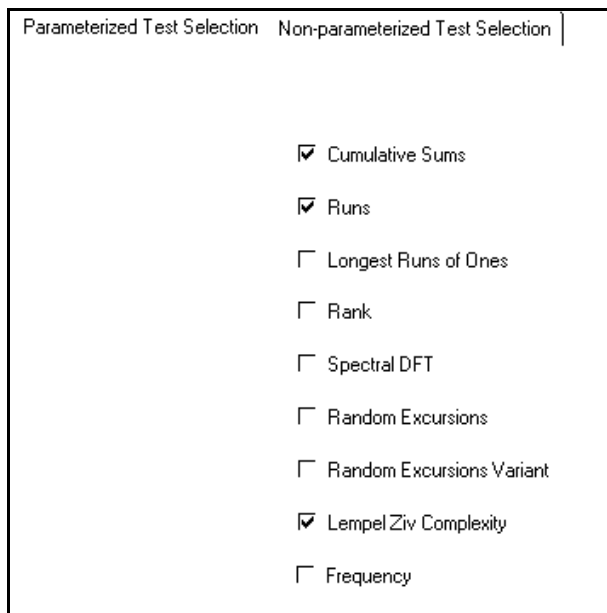 Parameterized Test Selection Non-parameterized Test Selection
Cumulative Sums
Runs
Longest Runs of Ones
Rank
Spectral DFT
Random Excursions
Random Excursions Variant
Lempel Ziv Complexity
Frequency